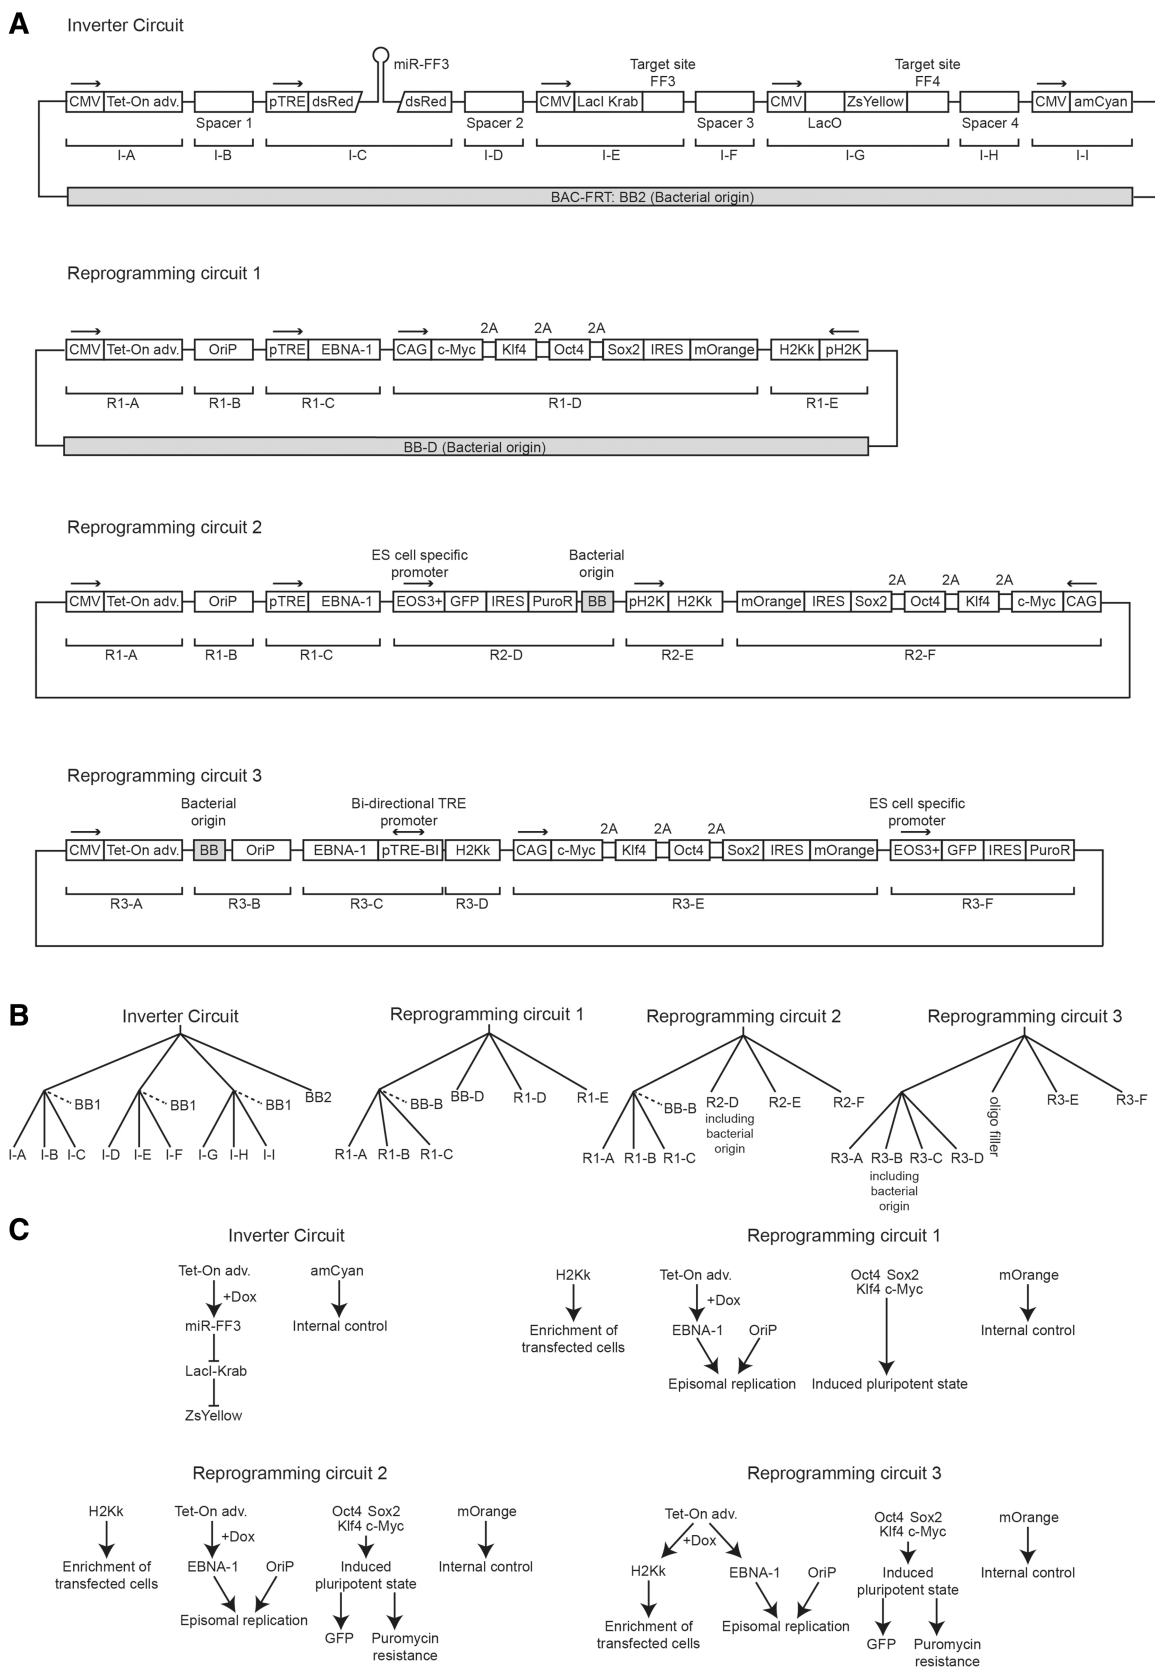 A
Inverter Circuit
miR-FF3
Target site
FF3
Target site
FF4
CMV Tet-On adv. pTRE dsRed dsRed CMV LacI Krab CMV ZsYellow CMV amCyan
Spacer 1 Spacer 2 Spacer 3 LacO Spacer 4
I-A I-B I-C I-D I-E I-F I-G I-H I-I
BAC-FRT: BB2 (Bacterial origin)
Reprogramming circuit 1
2A 2A 2A
CMV Tet-On adv. OriP pTRE EBNA-1 CAG c-Myc Klf4 Oct4 Sox2 IRES mOrange H2Kk pH2K
R1-A R1-B R1-C R1-D R1-E
BB-D (Bacterial origin)
Reprogramming circuit 2
ES cell specific
promoter
Bacterial
origin
2A 2A 2A
CMV Tet-On adv. OriP pTRE EBNA-1 EOS3+ GFP IRES PuroR BB pH2K H2Kk mOrange IRES Sox2 Oct4 Klf4 c-Myc CAG
R1-A R1-B R1-C R2-D R2-E R2-F
Reprogramming circuit 3
Bacterial
origin
Bi-directional TRE
promoter
ES cell specific
promoter
2A 2A 2A
CMV Tet-On adv. BB OriP EBNA-1 pTRE-BI H2Kk CAG c-Myc Klf4 Oct4 Sox2 IRES mOrange EOS3+ GFP IRES PuroR
R3-A R3-B R3-C R3-D R3-E R3-F
B
Inverter Circuit
BB1 BB1 BB1 BB2
I-A I-B I-C I-D I-E I-F I-G I-H I-I
Reprogramming circuit 1
BB-B BB-D R1-D R1-E
R1-A R1-B R1-C
Reprogramming circuit 2
BB-B R2-D R2-E R2-F
including
bacterial
origin
R1-A R1-B R1-C
Reprogramming circuit 3
oligo filler
R3-E R3-F
R3-A R3-B R3-C R3-D
including
bacterial
origin
C
Inverter Circuit
Tet-On adv. amCyan
+Dox
miR-FF3 Internal control
LacI-Krab
ZsYellow
Reprogramming circuit 1
H2Kk Tet-On adv. Oct4 Sox2 mOrange
Klf4 c-Myc
+Dox
Enrichment of EBNA-1 OriP Internal control
transfected cells
Episomal replication Induced pluripotent state
Reprogramming circuit 2
H2Kk Tet-On adv. Oct4 Sox2 mOrange
Klf4 c-Myc
+Dox
Enrichment of EBNA-1 OriP Induced Internal control
transfected cells pluripotent state
Episomal replication
GFP Puromycin
resistance
Reprogramming circuit 3
Tet-On adv. Oct4 Sox2 mOrange
Klf4 c-Myc
+Dox
H2Kk EBNA-1 OriP Induced Internal control
pluripotent state
Enrichment of Episomal replication
transfected cells
GFP Puromycin
resistance